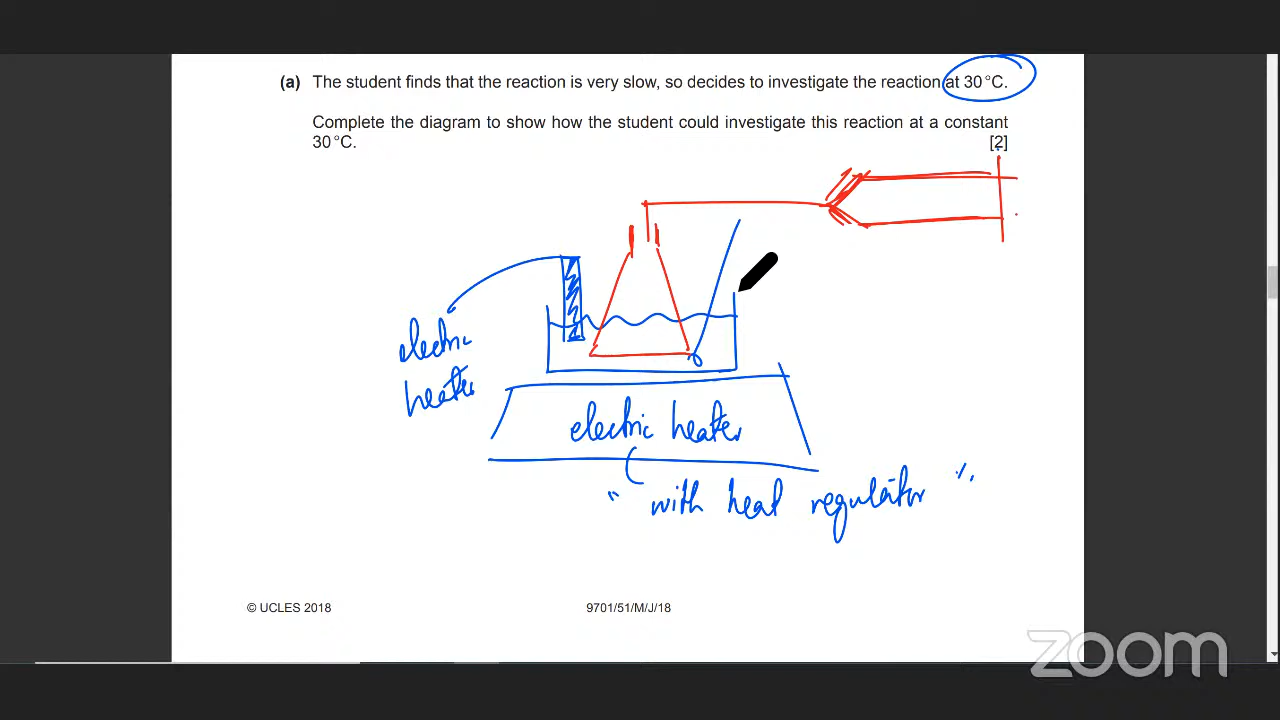 (a) The student finds that the reaction is very slow, so decides to investigate the reaction at 30 °C.
Complete the diagram to show how the student could investigate this reaction at a constant
30 °C. [2]
electric
heater
electric heater
" with heat regulator "
© UCLES 2018 9701/51/M/J/18
zoom